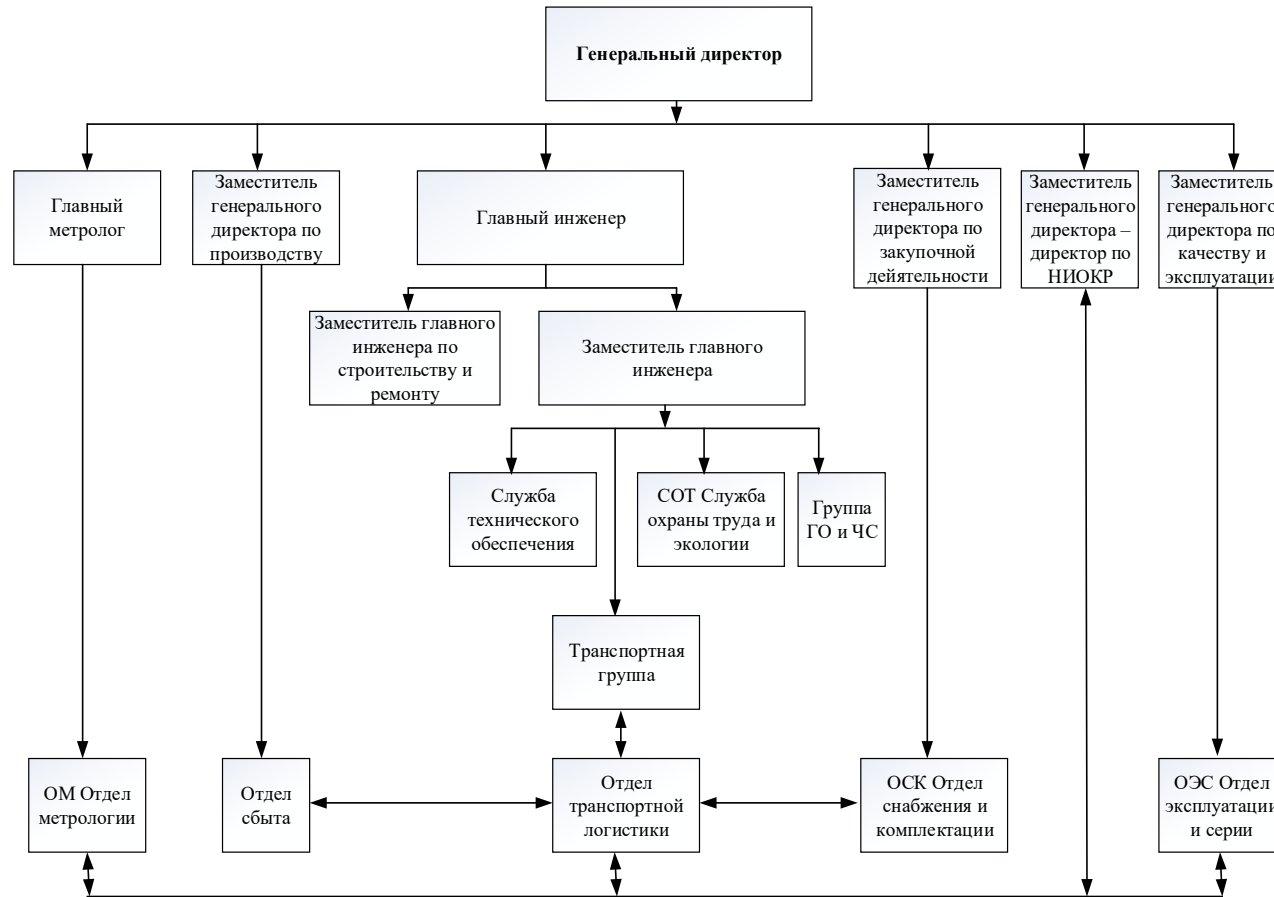 Генеральный директор
Главный
метролог
Заместитель
генерального
директора по
производству
Главный инженер
Заместитель
генерального
директора по
закупочной
дейятельности
Заместитель
генерального
директора –
директор по
НИОКР
Заместитель
генерального
директора по
качеству и
эксплуатации
Заместитель главного
инженера по
строительству и
ремонту
Заместитель главного
инженера
Служба
технического
обеспечения
СОТ Служба
охраны труда и
экологии
Группа
ГО и ЧС
Транспортная
группа
ОМ Отдел
метрологии
Отдел
сбыта
Отдел
транспортной
логистики
ОСК Отдел
снабжения и
комплектации
ОЭС Отдел
эксплуатации
и серии